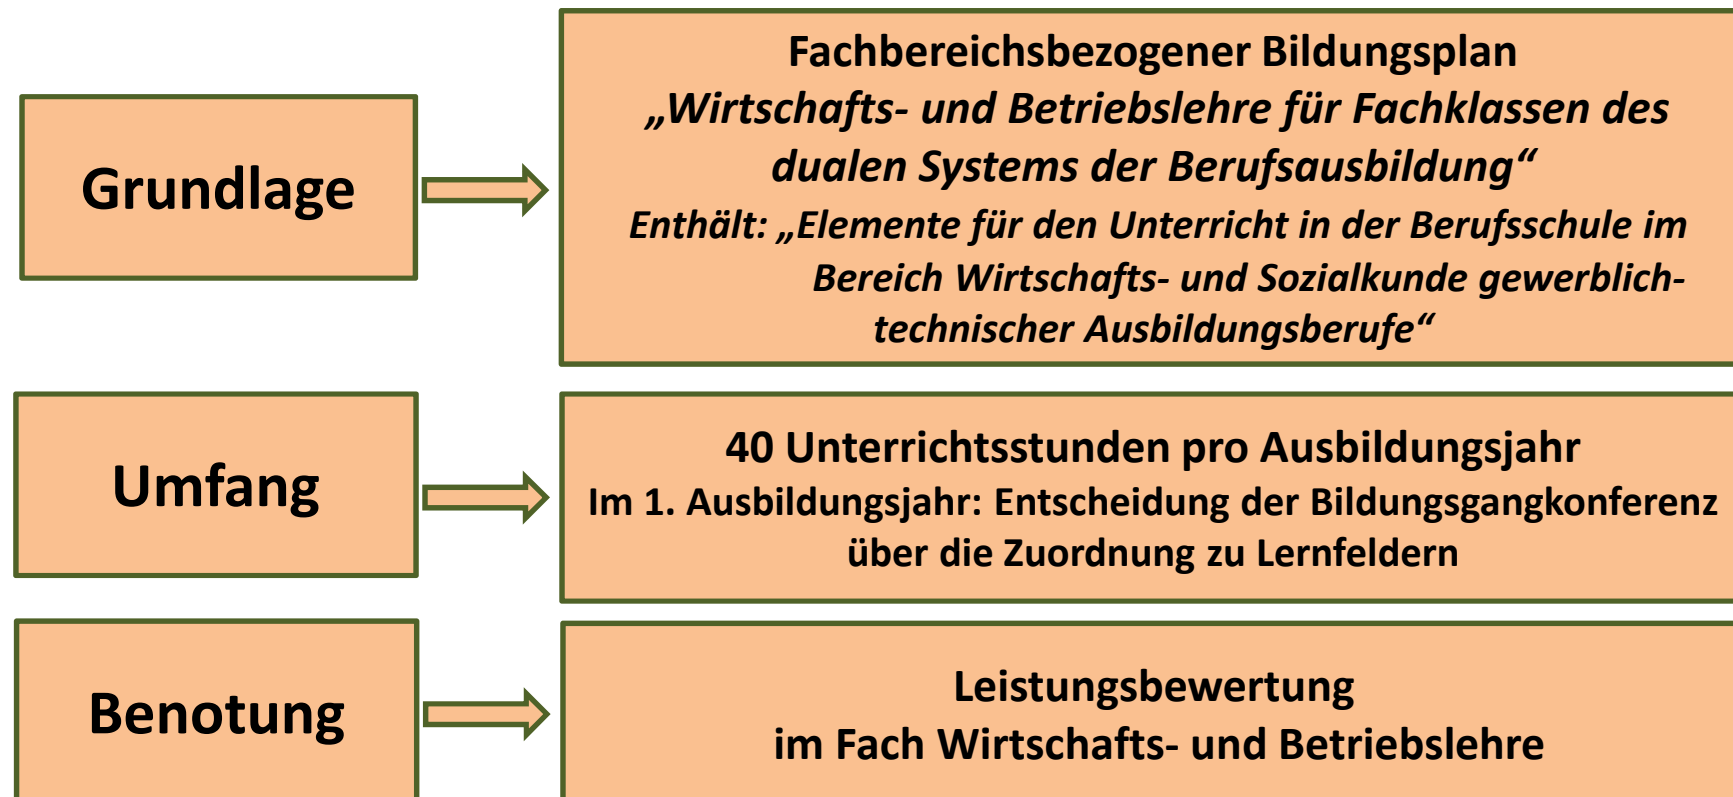 Grundlage
Fachbereichsbezogener Bildungsplan
„Wirtschafts- und Betriebslehre für Fachklassen des
dualen Systems der Berufsausbildung“
Enthält: „Elemente für den Unterricht in der Berufsschule im
Bereich Wirtschafts- und Sozialkunde gewerblich-
technischer Ausbildungsberufe“
Umfang
40 Unterrichtsstunden pro Ausbildungsjahr
Im 1. Ausbildungsjahr: Entscheidung der Bildungsgangkonferenz
über die Zuordnung zu Lernfeldern
Benotung
Leistungsbewertung
im Fach Wirtschafts- und Betriebslehre